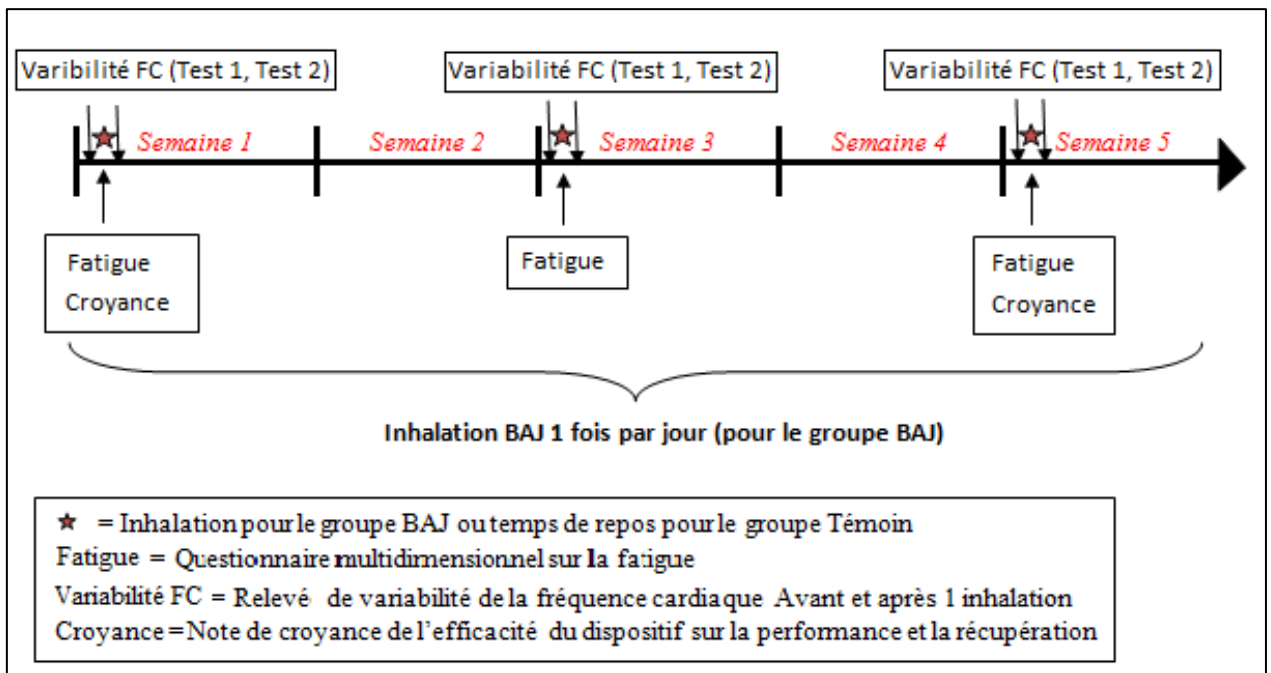 Varibilité FC (Test 1, Test 2)
Variabilité FC (Test 1, Test 2)
Variabilité FC (Test 1, Test 2)
Semaine 1
Semaine 2
Semaine 3
Semaine 4
Semaine 5
Fatigue
Croyance
Fatigue
Fatigue
Croyance
Inhalation BAJ 1 fois par jour (pour le groupe BAJ)
= Inhalation pour le groupe BAJ ou temps de repos pour le groupe Témoin
Fatigue = Questionnaire multidimensionnel sur la fatigue
Variabilité FC = Relevé de variabilité de la fréquence cardiaque Avant et après 1 inhalation
Croyance = Note de croyance de l'efficacité du dispositif sur la performance et la récupération